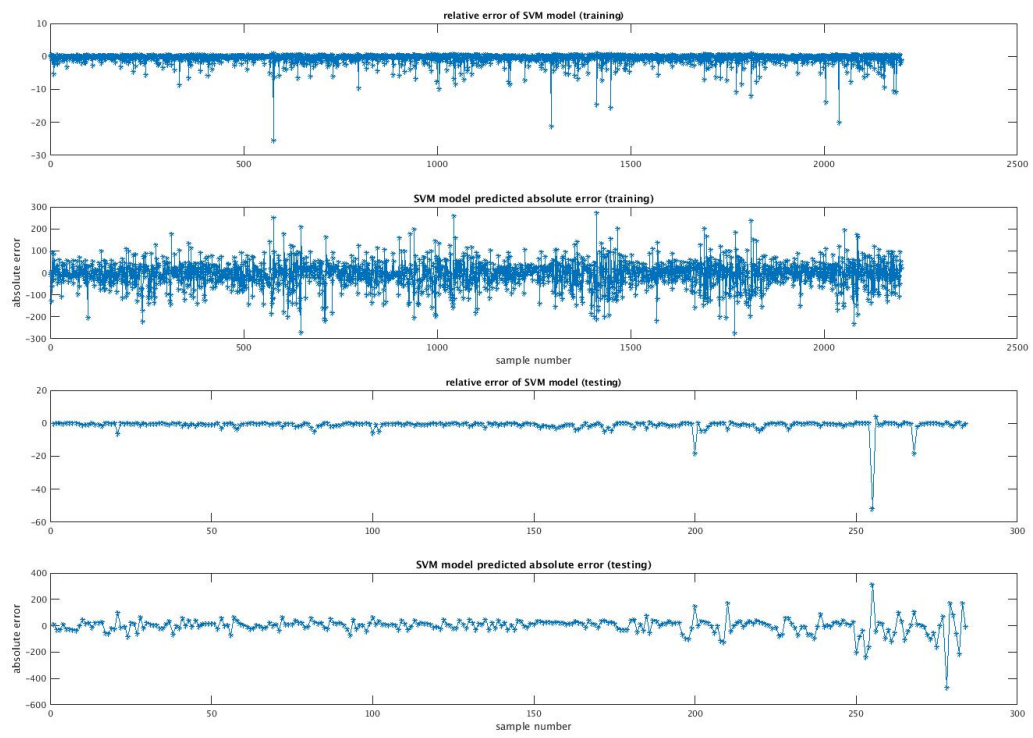 relative error of SVM model (training)
10
0
-10
-20
-30
0 500 1000 1500 2000 2500
SVM model predicted absolute error (training)
300
200
100
0
-100
-200
-300
absolute error
0 500 1000 1500 2000 2500
sample number
relative error of SVM model (testing)
20
0
-20
-40
-60
0 50 100 150 200 250 300
SVM model predicted absolute error (testing)
400
200
0
-200
-400
-600
absolute error
0 50 100 150 200 250 300
sample number